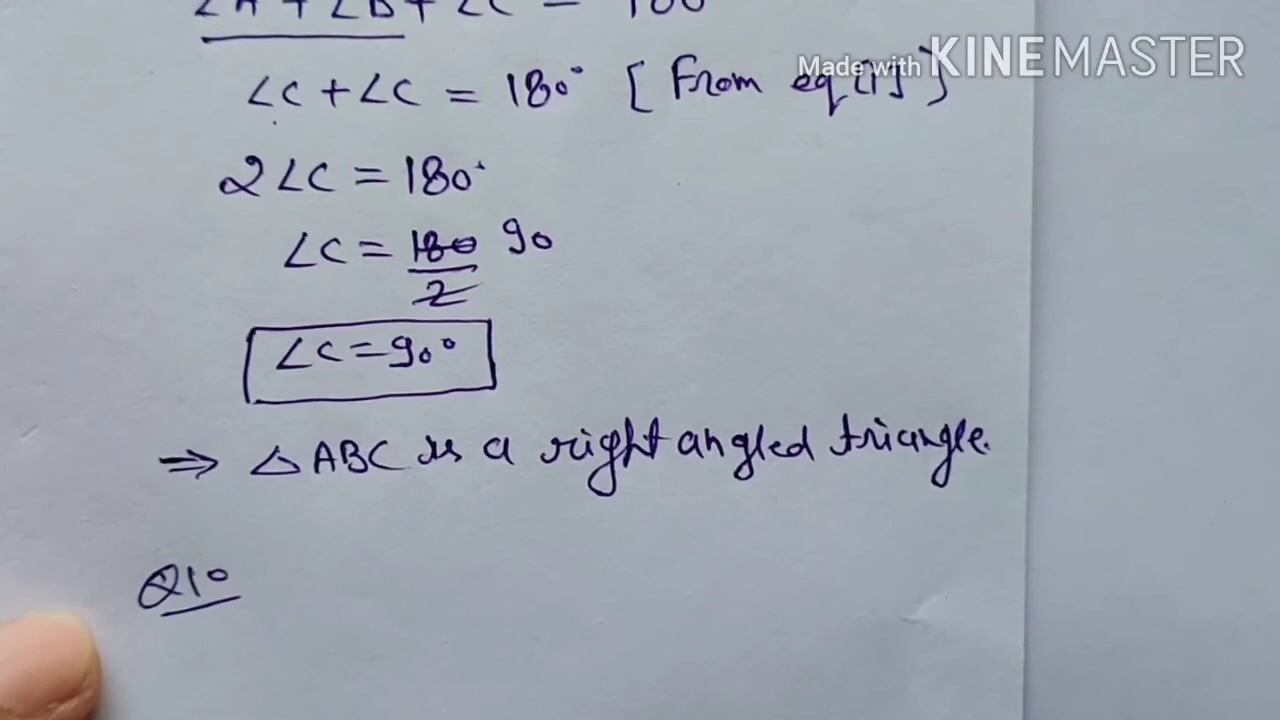 ∠A + ∠B + ∠C = 180
Made with KINEMASTER
∠C + ∠C = 180° [From eq(1)]
2∠C = 180°
∠C = 180/2 90
∠C = 90°
⇒ △ABC is a right angled triangle.
Q10